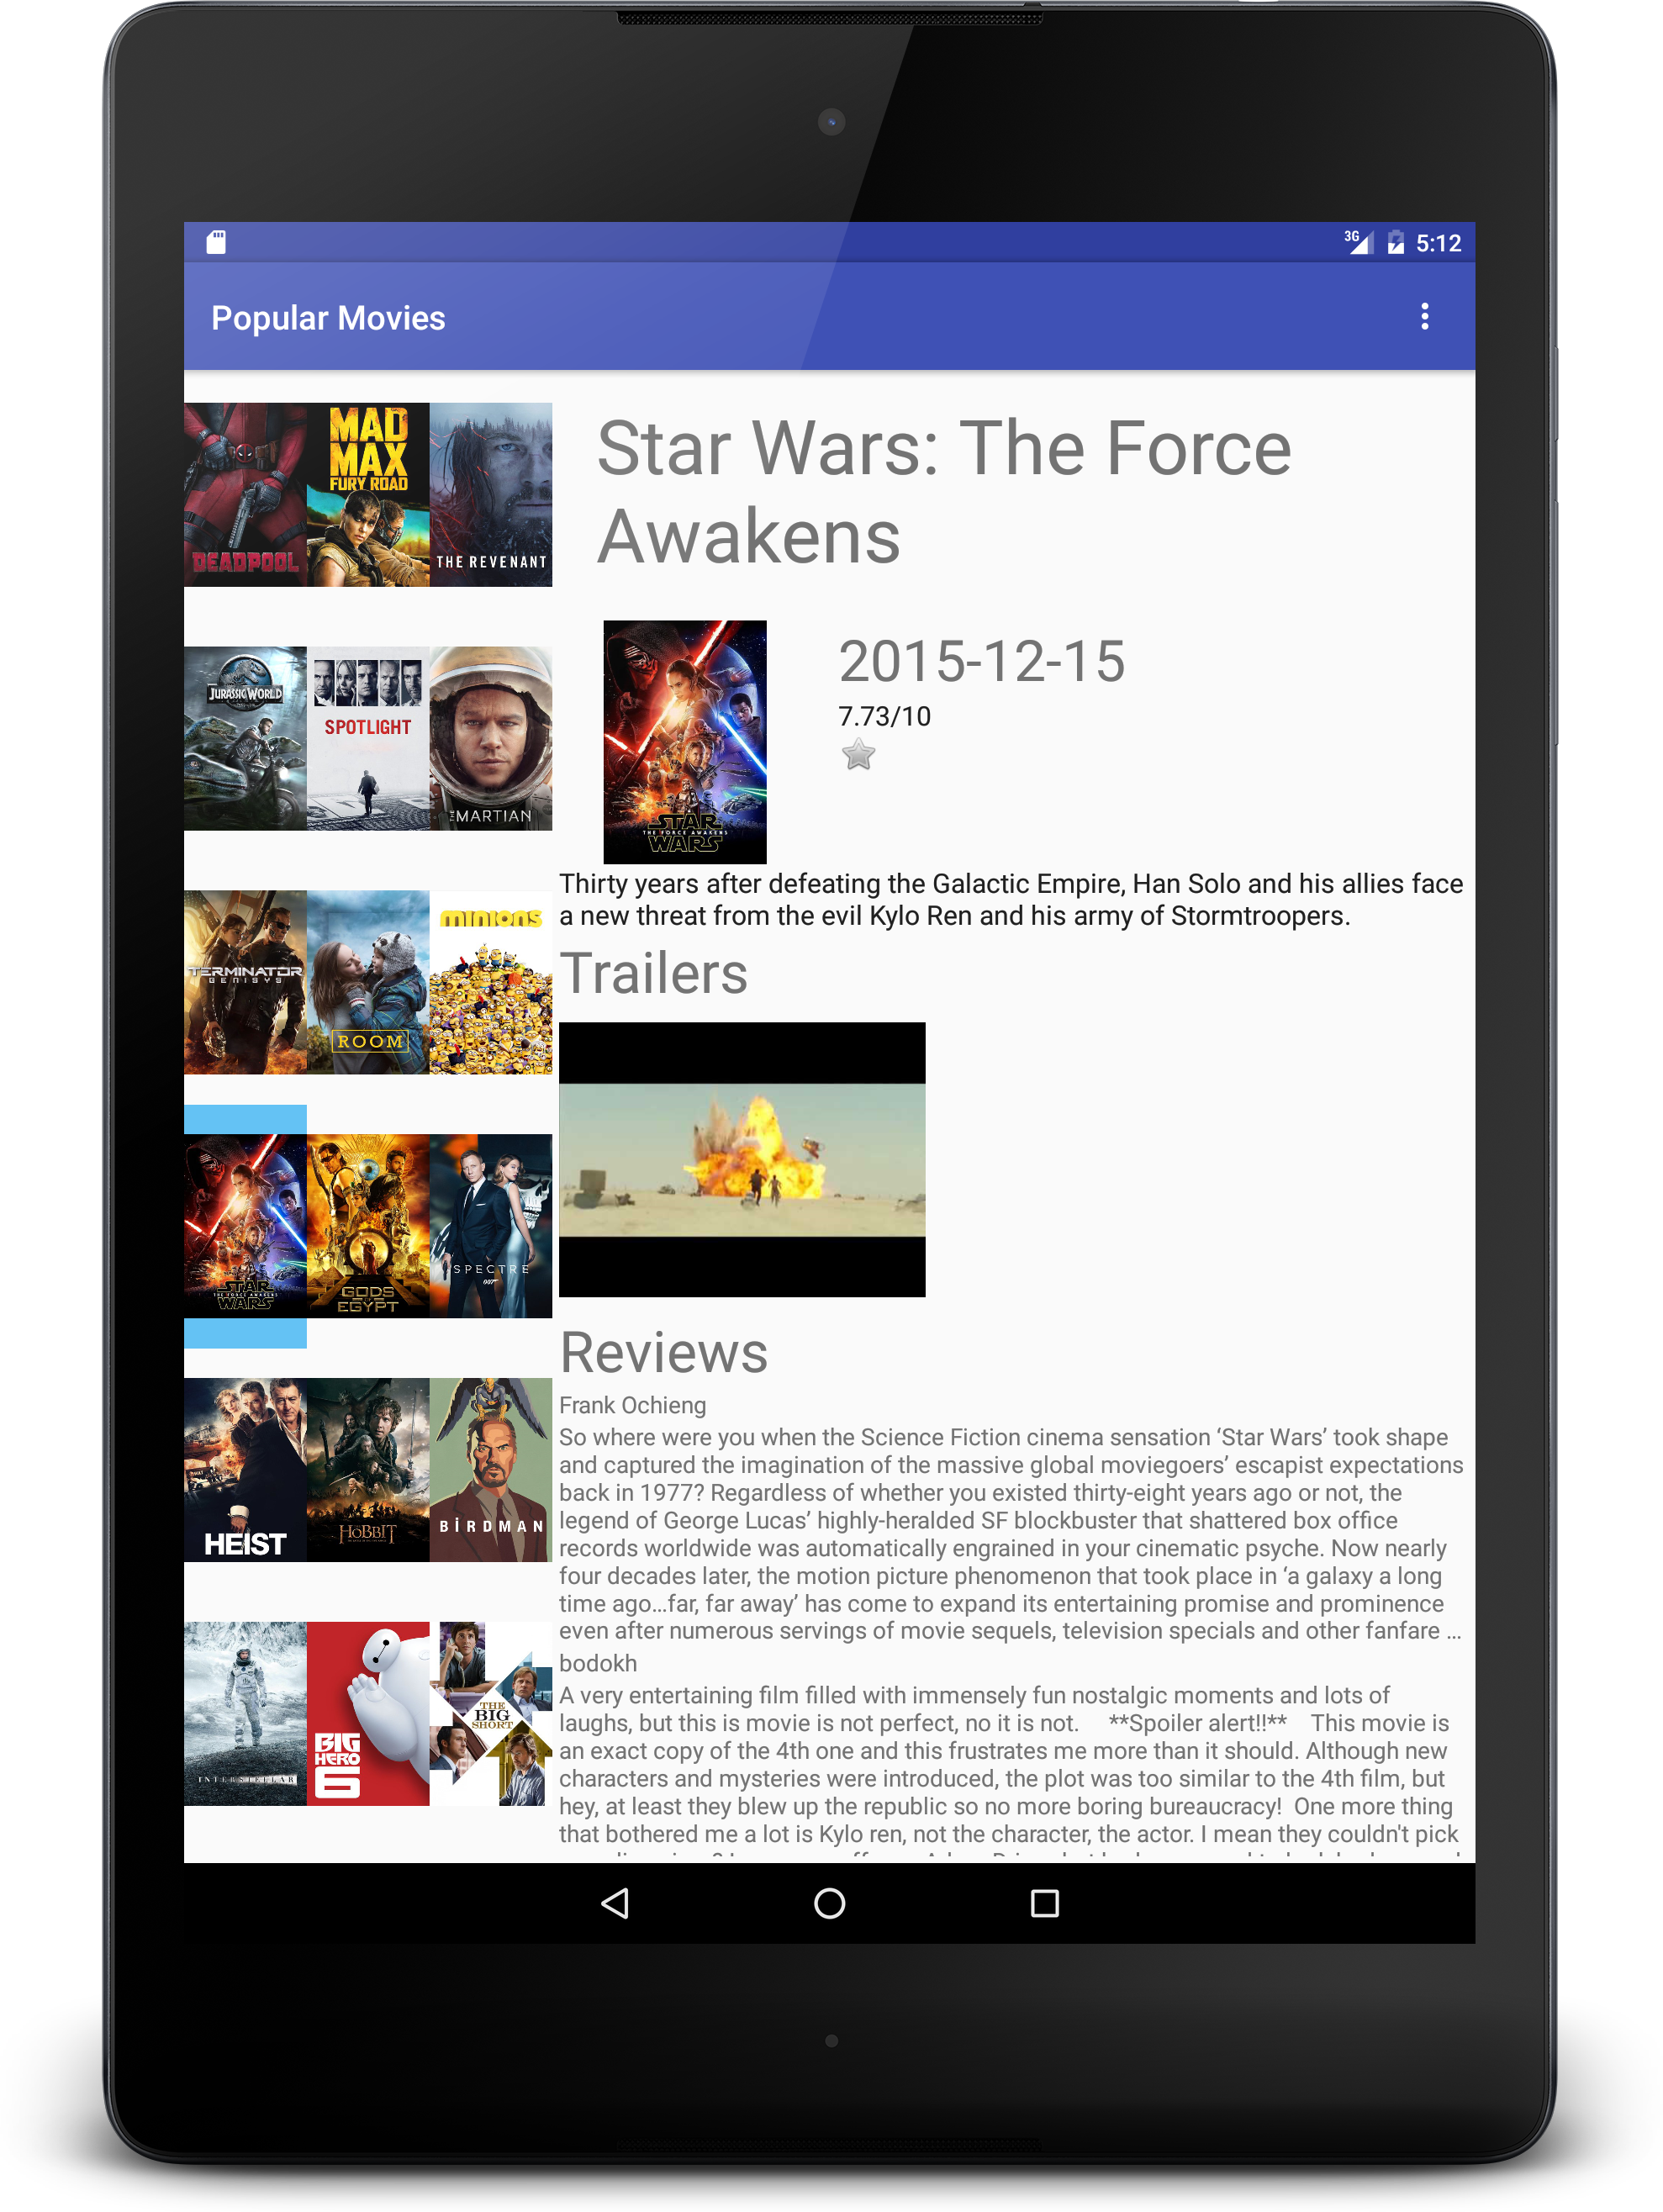 3G 5:12
Popular Movies
DEADPOOL
MAD
MAX
FURY ROAD
THE REVENANT
JURASSIC WORLD
SPOTLIGHT
THE MARTIAN
TERMINATOR
GENISYS
ROOM
MINIONS
STAR
THE FORCE AWAKENS
WARS
GODS
OF
EGYPT
SPECTRE
007
HEIST
THE
HOBBIT
BIRDMAN
INTERSTELLAR
BIG
HERO
6
THE
BIG
SHORT
Star Wars: The Force
Awakens
STAR
THE FORCE AWAKENS
WARS
2015-12-15
7.73/10
Thirty years after defeating the Galactic Empire, Han Solo and his allies face
a new threat from the evil Kylo Ren and his army of Stormtroopers.
Trailers
Reviews
Frank Ochieng
So where were you when the Science Fiction cinema sensation ‘Star Wars’ took shape
and captured the imagination of the massive global moviegoers’ escapist expectations
back in 1977? Regardless of whether you existed thirty-eight years ago or not, the
legend of George Lucas’ highly-heralded SF blockbuster that shattered box office
records worldwide was automatically engrained in your cinematic psyche. Now nearly
four decades later, the motion picture phenomenon that took place in ‘a galaxy a long
time ago…far, far away’ has come to expand its entertaining promise and prominence
even after numerous servings of movie sequels, television specials and other fanfare …
bodokh
A very entertaining film filled with immensely fun nostalgic moments and lots of
laughs, but this is movie is not perfect, no it is not. **Spoiler alert!!** This movie is
an exact copy of the 4th one and this frustrates me more than it should. Although new
characters and mysteries were introduced, the plot was too similar to the 4th film, but
hey, at least they blew up the republic so no more boring bureaucracy! One more thing
that bothered me a lot is Kylo ren, not the character, the actor. I mean they couldn't pick